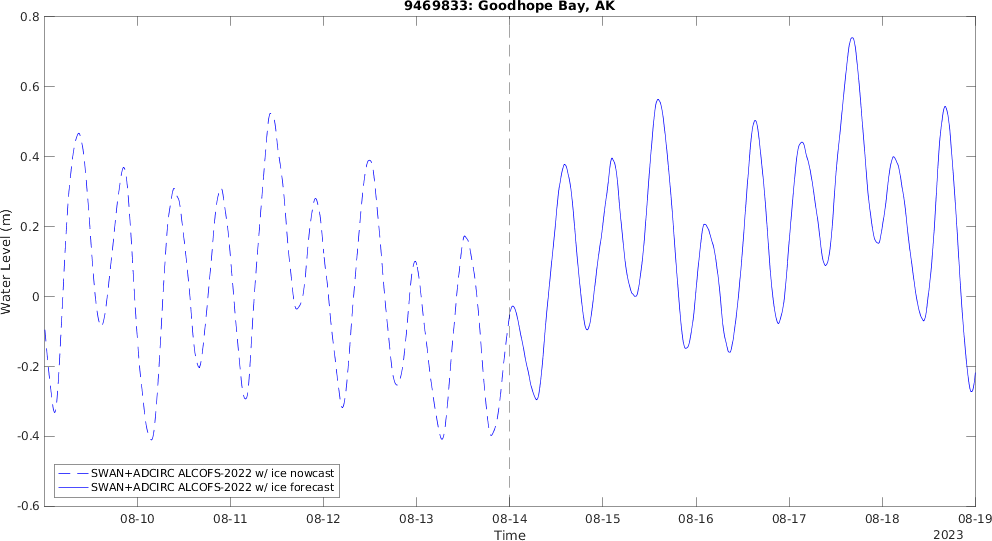 9469833: Goodhope Bay, AK
0.8
0.6
0.4
0.2
0
-0.2
-0.4
-0.6
Water Level (m)
SWAN+ADCIRC ALCOFS-2022 w/ ice nowcast
SWAN+ADCIRC ALCOFS-2022 w/ ice forecast
08-10 08-11 08-12 08-13 08-14 08-15 08-16 08-17 08-18 08-19
Time
2023